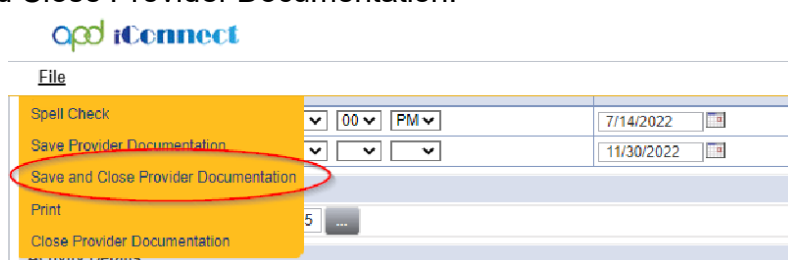 d Close Provider Documentation.
apd iConnect
File
Spell Check
00 PM 7/14/2022
Save Provider Documentation
11/30/2022
Save and Close Provider Documentation
Print
5 ...
Close Provider Documentation